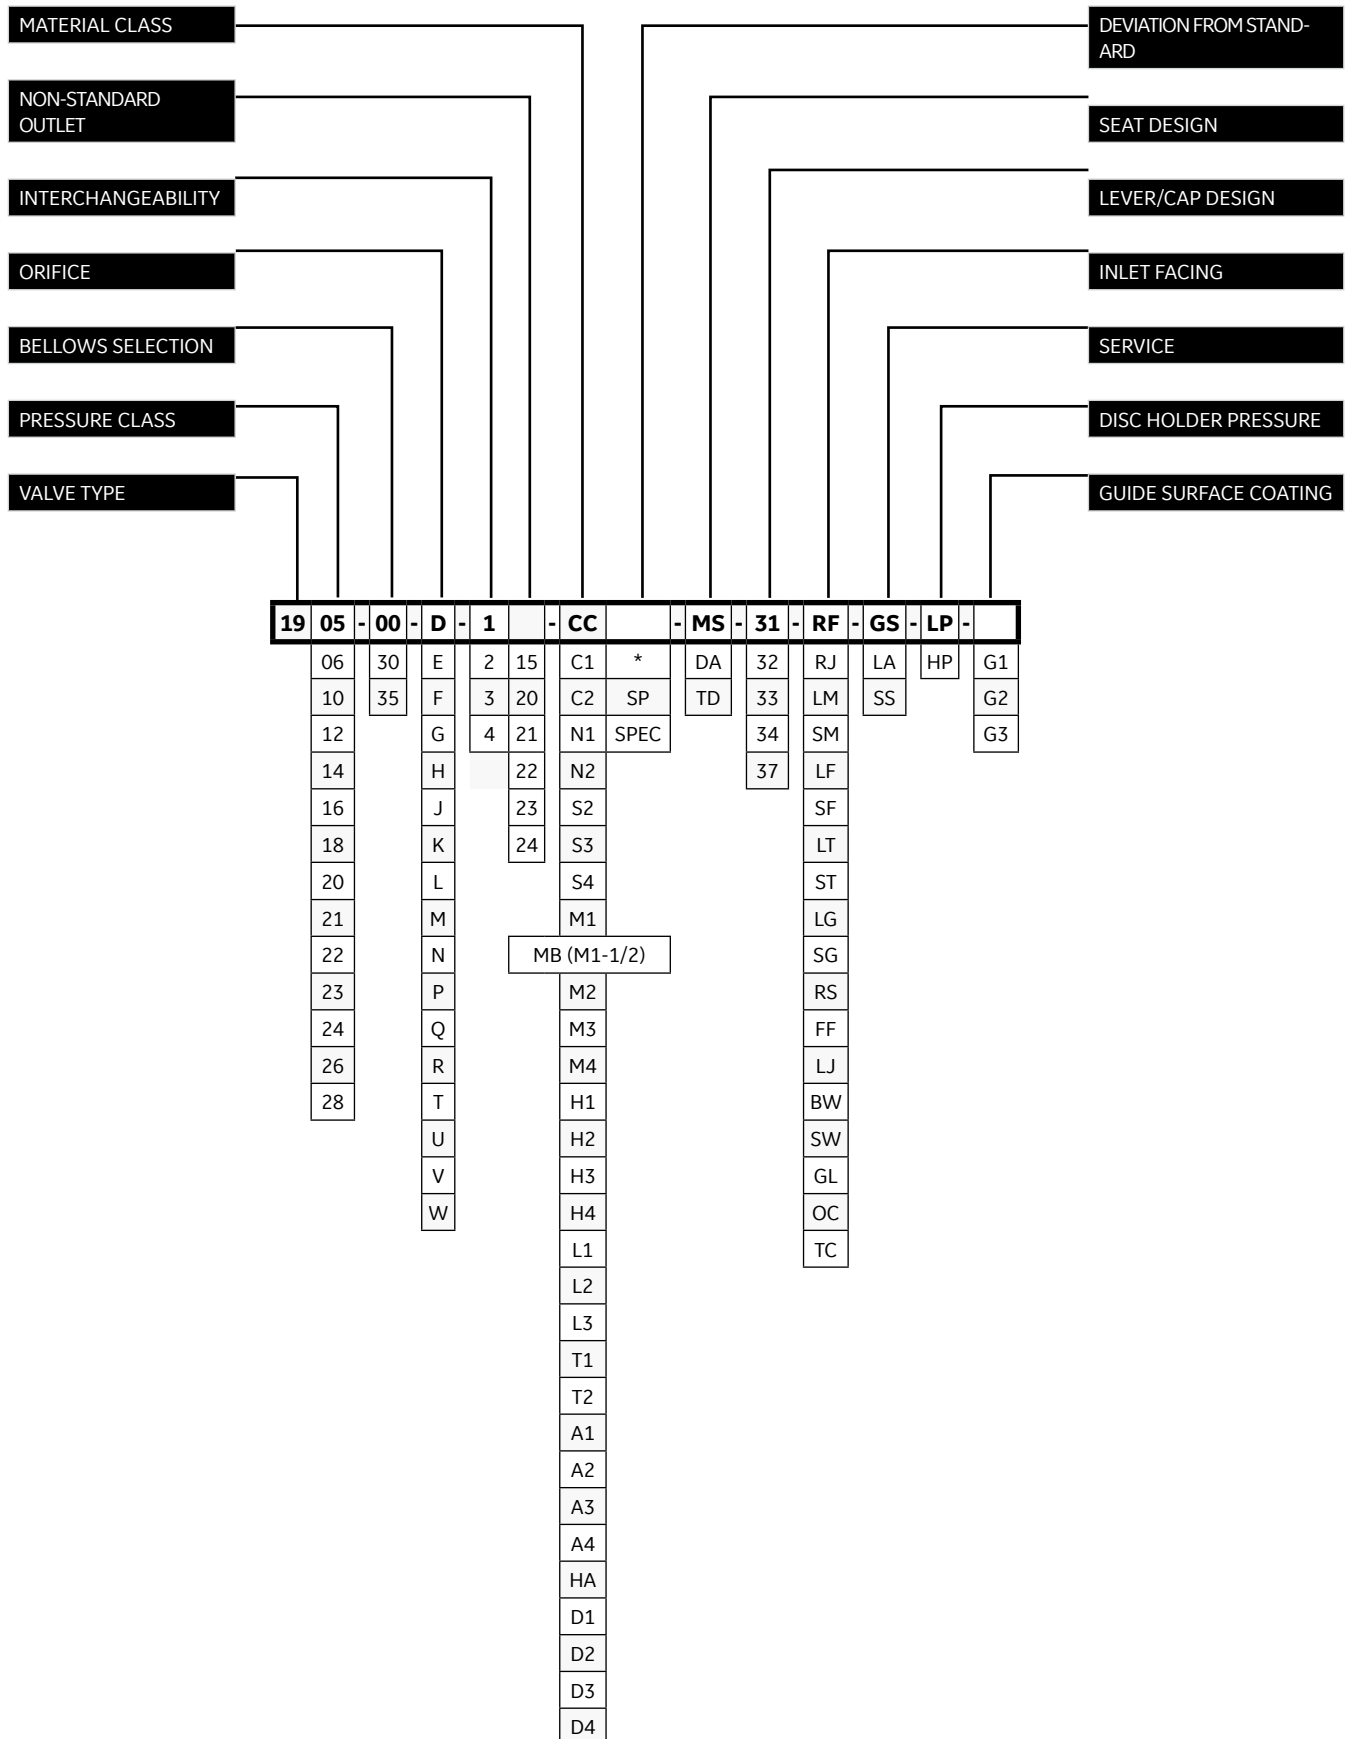 MATERIAL CLASS
DEVIATION FROM STAND-
ARD
NON-STANDARD
OUTLET
SEAT DESIGN
INTERCHANGEABILITY
LEVER/CAP DESIGN
ORIFICE
INLET FACING
BELLOWS SELECTION
SERVICE
PRESSURE CLASS
DISC HOLDER PRESSURE
VALVE TYPE
GUIDE SURFACE COATING
19 05 - 00 - D - 1 - CC - MS - 31 - RF - GS - LP -
06 30 E 2 15 C1 * DA 32 RJ LA HP G1
10 35 F 3 20 C2 SP TD 33 LM SS G2
12 G 4 21 N1 SPEC 34 SM G3
14 H 22 N2 37 LF
16 J 23 S2 SF
18 K 24 S3 LT
20 L S4 ST
21 M M1 LG
22 N MB (M1-1/2) SG
23 P M2 RS
24 Q M3 FF
26 R M4 LJ
28 T H1 BW
U H2 SW
V H3 GL
W H4 OC
L1 TC
L2
L3
T1
T2
A1
A2
A3
A4
HA
D1
D2
D3
D4